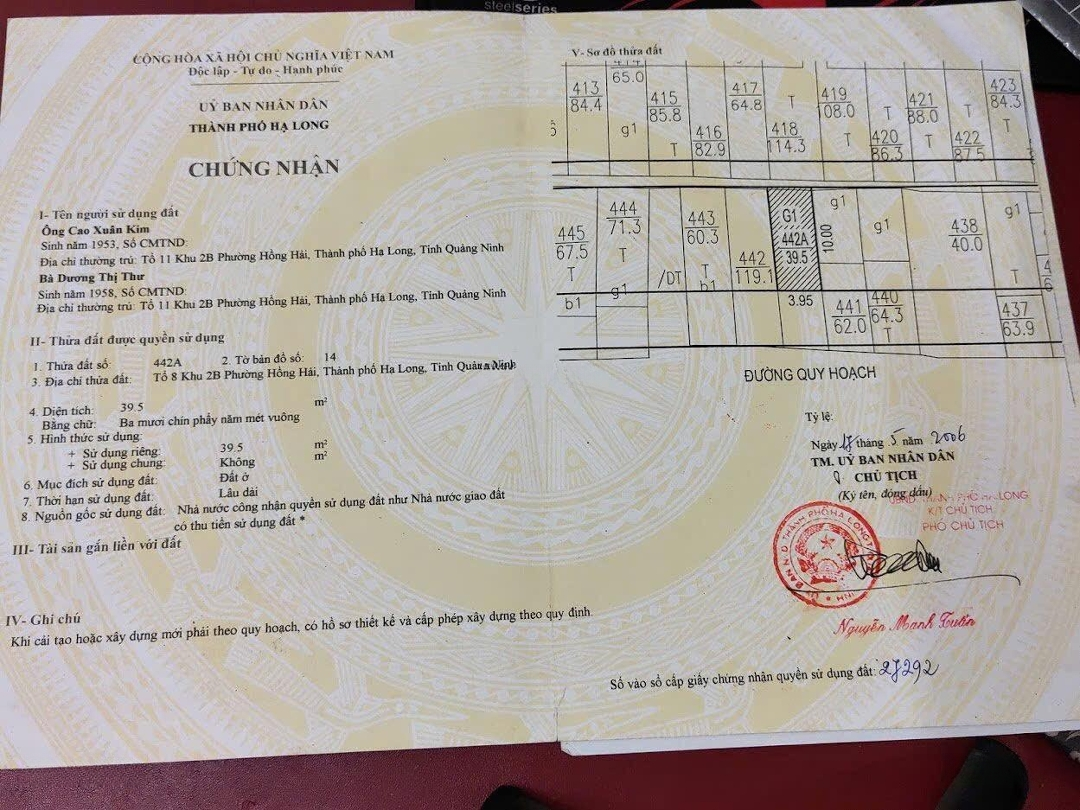 steelseries
CỘNG HÒA XÃ HỘI CHỦ NGHĨA VIỆT NAM
Độc lập - Tự do - Hạnh phúc
UỶ BAN NHÂN DÂN
THÀNH PHỐ HẠ LONG
CHỨNG NHẬN
I- Tên người sử dụng đất
Ông Cao Xuân Kim
Sinh năm 1953, Số CMTND:
Địa chỉ thường trú: Tổ 11 Khu 2B Phường Hồng Hải, Thành phố Hạ Long, Tỉnh Quảng Ninh
Bà Dương Thị Thư
Sinh năm 1958, Số CMTND:
Địa chỉ thường trú: Tổ 11 Khu 2B Phường Hồng Hải, Thành phố Hạ Long, Tỉnh Quảng Ninh
II- Thửa đất được quyền sử dụng
1. Thửa đất số: 442A 2. Tờ bản đồ số: 14
3. Địa chỉ thửa đất: Tổ 8 Khu 2B Phường Hồng Hải, Thành phố Hạ Long, Tỉnh Quảng Ninh
4. Diện tích: 39.5 m²
Bằng chữ: Ba mươi chín phẩy năm mét vuông
5. Hình thức sử dụng:
+ Sử dụng riêng: 39.5 m²
+ Sử dụng chung: Không m²
6. Mục đích sử dụng đất: Đất ở
7. Thời hạn sử dụng đất: Lâu dài
8. Nguồn gốc sử dụng đất: Nhà nước công nhận quyền sử dụng đất như Nhà nước giao đất
có thu tiền sử dụng đất *
III- Tài sản gắn liền với đất
IV- Ghi chú
Khi cải tạo hoặc xây dựng mới phải theo quy hoạch, có hồ sơ thiết kế và cấp phép xây dựng theo quy định
V- Sơ đồ thửa đất
413
84.4
65.0
g1
415
85.8
T
416
82.9
417
64.8
T
418
114.3
419
108.0
T
T
420
86.3
421
88.0
T
422
87.5
423
84.3
T
445
67.5
T
b1
444
71.3
T
g1
/DT
443
60.3
T
b1
442
119.1
G1
442A
39.5
10.00
3.95
g1
g1
441
62.0
440
64.3
T
438
40.0
g1
T
437
63.9
ĐƯỜNG QUY HOẠCH
Tỷ lệ:
Ngày tháng 5 năm 2006
TM. UỶ BAN NHÂN DÂN
CHỦ TỊCH
(Ký tên, đóng dấu)
K/T CHỦ TỊCH
PHÓ CHỦ TỊCH
Nguyễn Mạnh Tuấn
Số vào sổ cấp giấy chứng nhận quyền sử dụng đất: